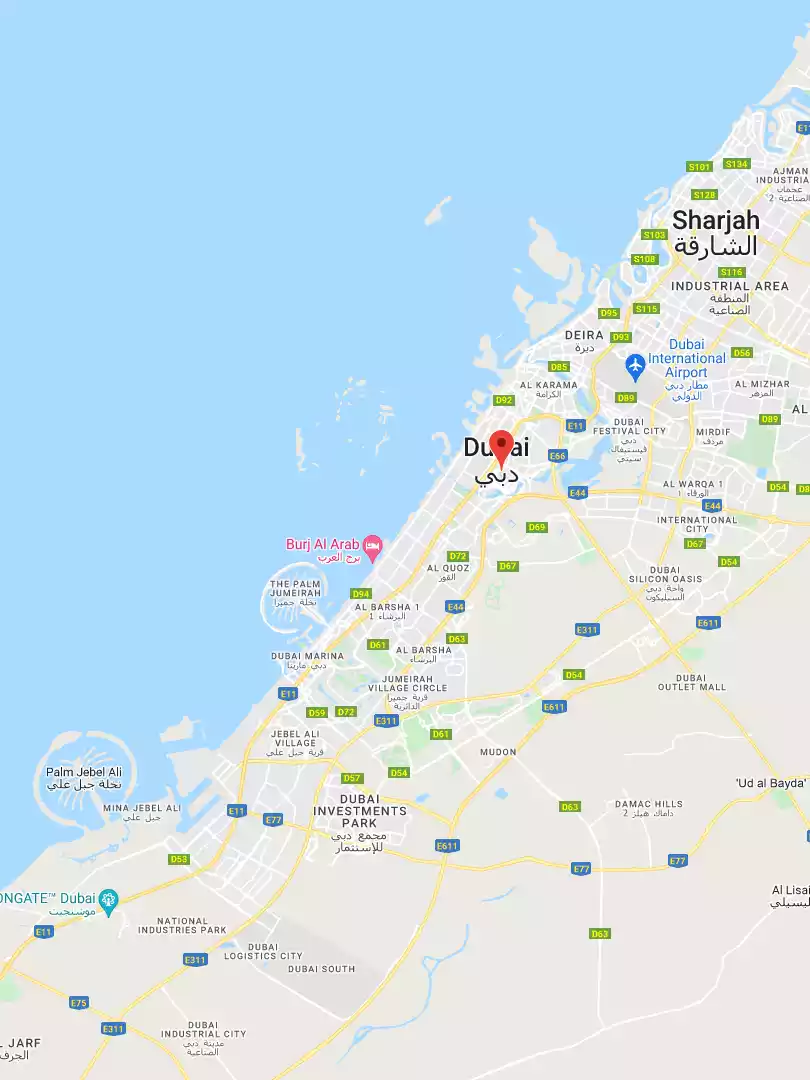 E11
S134
S101
AJMAN
INDUSTRIA
عجمان
الصناعية 2
S128
Sharjah
الشارقة
S103
S108
S116
INDUSTRIAL AREA
المنطقة
الصناعية
D95
S115
DEIRA
ديرة
D93
Dubai
International
Airport
مطار دبي
الدولي
D56
D85
AL KARAMA
الكرامة
AL MIZHAR
المزهر
D92
D89
AL
D89
E11
DUBAI
FESTIVAL CITY
دبي
فيستيفال
سيتي
MIRDIF
مردف
Dubai
دبي
E66
AL WARQA 1
الورقاء 1
D54
D8
E44
E44
INTERNATIONAL
CITY
D69
D67
D54
Burj Al Arab
برج العرب
D72
AL QUOZ
القوز
D67
DUBAI
SILICON OASIS
واحة دبي
السيليكون
THE PALM
JUMEIRAH
نخلة جميرا
D94
AL BARSHA 1
البرشاء 1
E44
E311
E611
D61
D63
AL BARSHA
البرشاء
DUBAI MARINA
دبي مارينا
JUMEIRAH
VILLAGE CIRCLE
قرية جميرا
الدائرية
D54
DUBAI
OUTLET MALL
E11
D59
D72
E311
E611
JEBEL ALI
VILLAGE
قرية جبل علي
D61
MUDON
Palm Jebel Ali
نخلة جبل علي
D57
D54
'Ud al Bayda'
MINA JEBEL ALI
جبل علي
E11
E77
DUBAI
INVESTMENTS
PARK
مجمع دبي
للإستثمار
D63
DAMAC HILLS
داماك هيلز 2
E611
D53
E77
E77
ONGATE™ Dubai
مونشجيت
Al Lisai
ليسيلي
E11
NATIONAL
INDUSTRIES PARK
D63
E311
DUBAI
LOGISTICS CITY
DUBAI SOUTH
E75
E311
DUBAI
INDUSTRIAL CITY
مدينة دبي
الصناعية
L JARF
الجرف